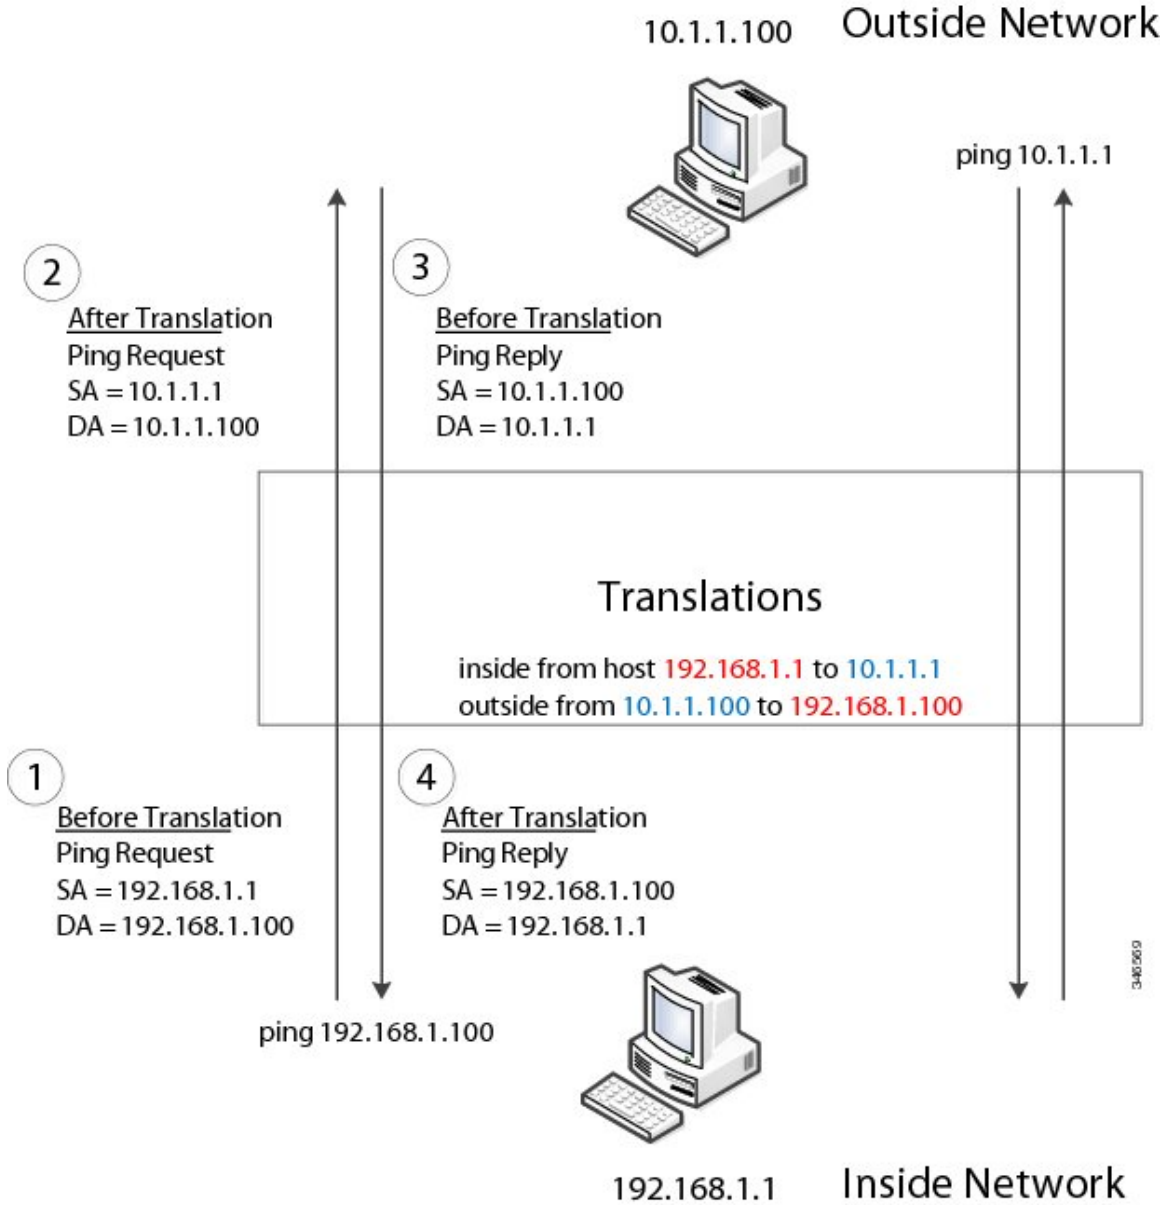 10.1.1.100
Outside Network
ping 10.1.1.1
2
After Translation
Ping Request
SA = 10.1.1.1
DA = 10.1.1.100
3
Before Translation
Ping Reply
SA = 10.1.1.100
DA = 10.1.1.1
Translations
inside from host 192.168.1.1 to 10.1.1.1
outside from 10.1.1.100 to 192.168.1.100
1
Before Translation
Ping Request
SA = 192.168.1.1
DA = 192.168.1.100
4
After Translation
Ping Reply
SA = 192.168.1.100
DA = 192.168.1.1
346569
ping 192.168.1.100
192.168.1.1
Inside Network